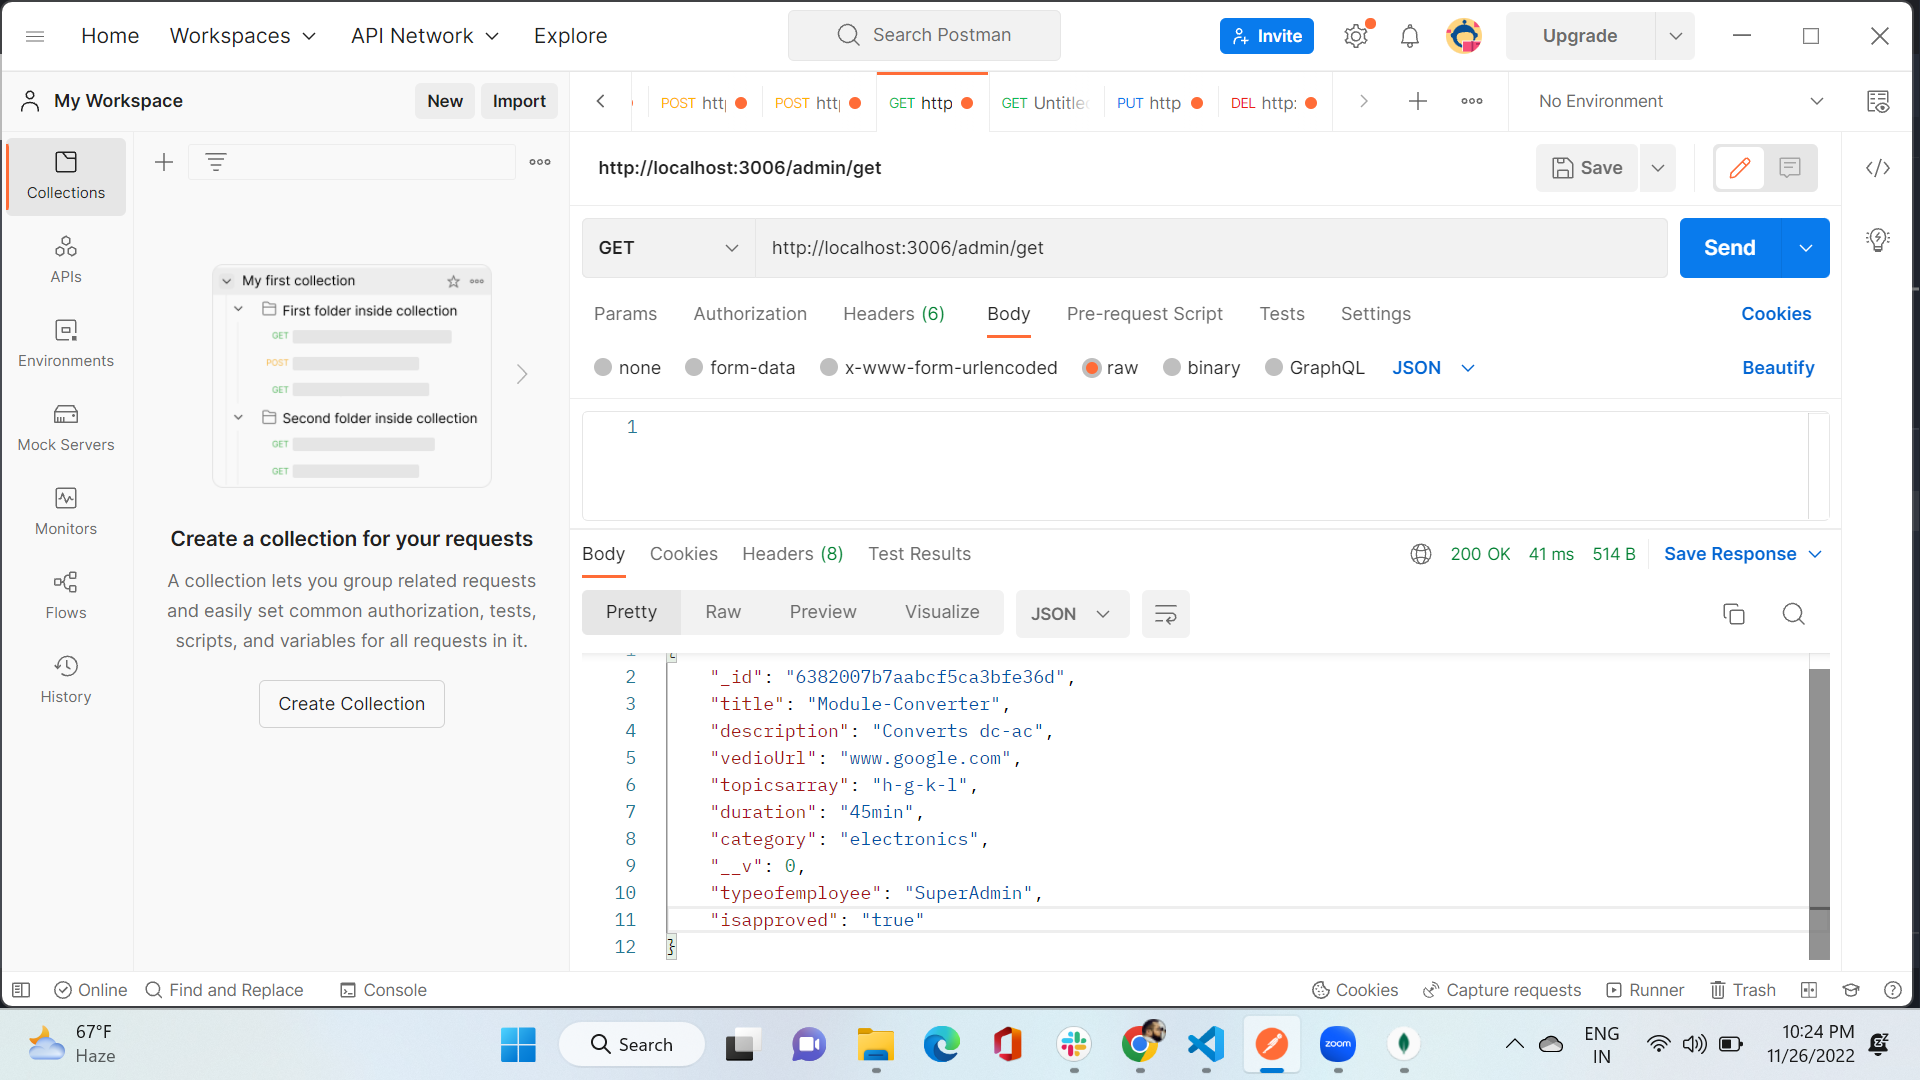 Home
Workspaces
API Network
Explore
Search Postman
Invite
Upgrade
My Workspace
New
Import
POST htt
POST htt
GET http
GET Untitle
PUT http
DEL http:
No Environment
Collections
APIs
Environments
Mock Servers
Monitors
Flows
History
My first collection
First folder inside collection
GET
POST
GET
Second folder inside collection
GET
GET
Create a collection for your requests
A collection lets you group related requests
and easily set common authorization, tests,
scripts, and variables for all requests in it.
Create Collection
http://localhost:3006/admin/get
Save
GET
http://localhost:3006/admin/get
Send
Params
Authorization
Headers (6)
Body
Pre-request Script
Tests
Settings
Cookies
none
form-data
x-www-form-urlencoded
raw
binary
GraphQL
JSON
Beautify
1
Body
Cookies
Headers (8)
Test Results
200 OK
41 ms
514 B
Save Response
Pretty
Raw
Preview
Visualize
JSON
1 {
2 "_id": "6382007b7aabcf5ca3bfe36d",
3 "title": "Module-Converter",
4 "description": "Converts dc-ac",
5 "vedioUrl": "www.google.com",
6 "topicsarray": "h-g-k-l",
7 "duration": "45min",
8 "category": "electronics",
9 "__v": 0,
10 "typeofemployee": "SuperAdmin",
11 "isapproved": "true"
12 }
Online
Find and Replace
Console
Cookies
Capture requests
Runner
Trash
67°F
Haze
Search
zoom
ENG
IN
10:24 PM
11/26/2022